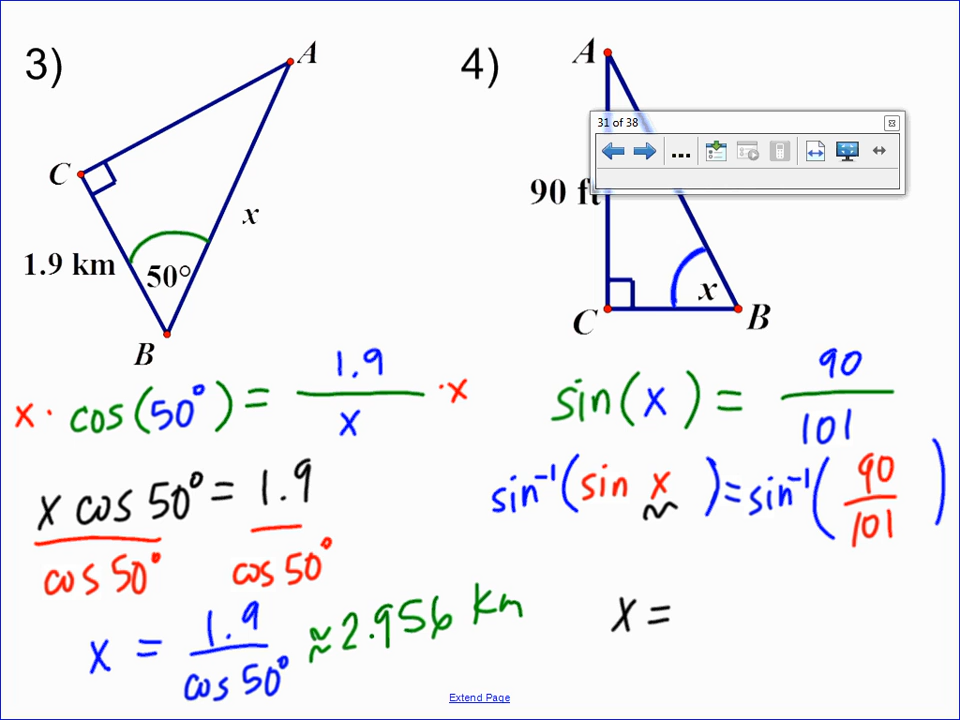 3)
A
C
x
1.9 km
50°
B
x · cos(50°) = 1.9/x · x
x cos 50° = 1.9
cos 50° cos 50°
x = 1.9/cos 50° ≈ 2.956 km
4)
A
31 of 38
...
90 ft
x
C
B
sin(x) = 90/101
sin⁻¹(sin x) = sin⁻¹(90/101)
x =
Extend Page